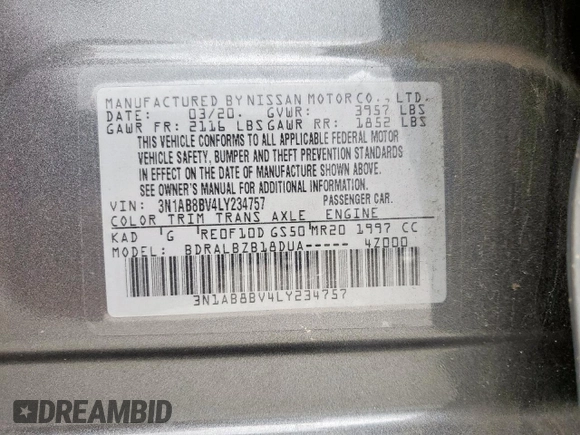 MANUFACTURED BY NISSAN MOTOR CO., LTD.
DATE: 03/20. GVWR: 3957 LBS
GAWR FR: 2116 LBS GAWR RR: 1852 LBS
THIS VEHICLE CONFORMS TO ALL APPLICABLE FEDERAL MOTOR
VEHICLE SAFETY, BUMPER AND THEFT PREVENTION STANDARDS
IN EFFECT ON THE DATE OF MANUFACTURE SHOWN ABOVE.
SEE OWNER'S MANUAL FOR ADDITIONAL INFORMATION
VIN: 3N1AB8BV4LY234757 PASSENGER CAR.
COLOR TRIM TRANS AXLE ENGINE
KAD G RE0F10D GS50 MR20 1997 CC
MODEL: BDRALBZB18DUA----- 4Z000
3N1AB8BV4LY234757
DREAMBID